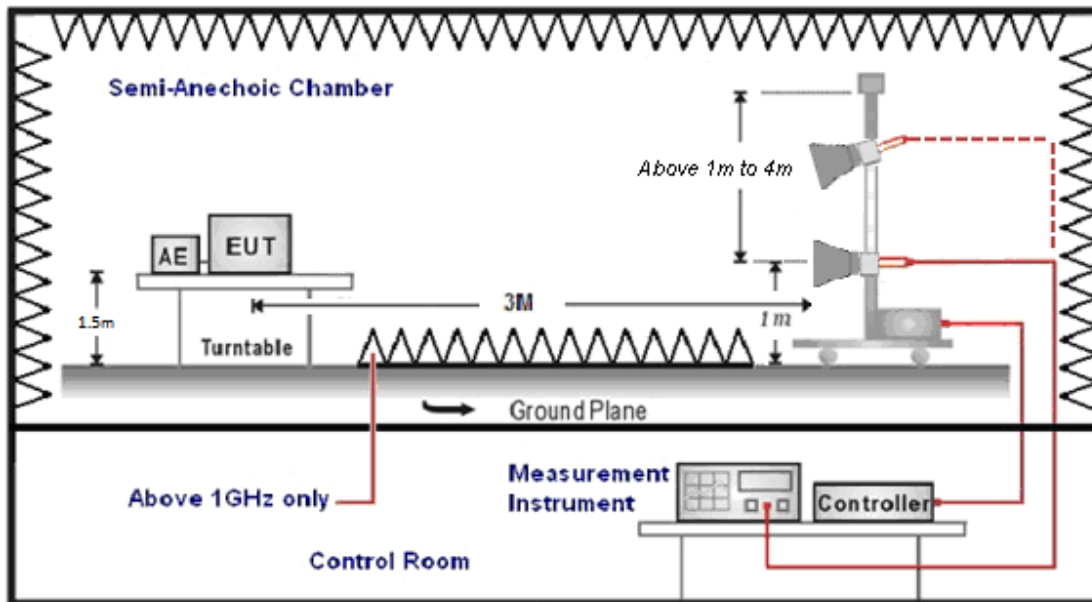 Semi-Anechoic Chamber
Above 1m to 4m
AE
EUT
1.5m
3M
1m
Turntable
Ground Plane
Above 1GHz only
Measurement
Instrument
Controller
Control Room